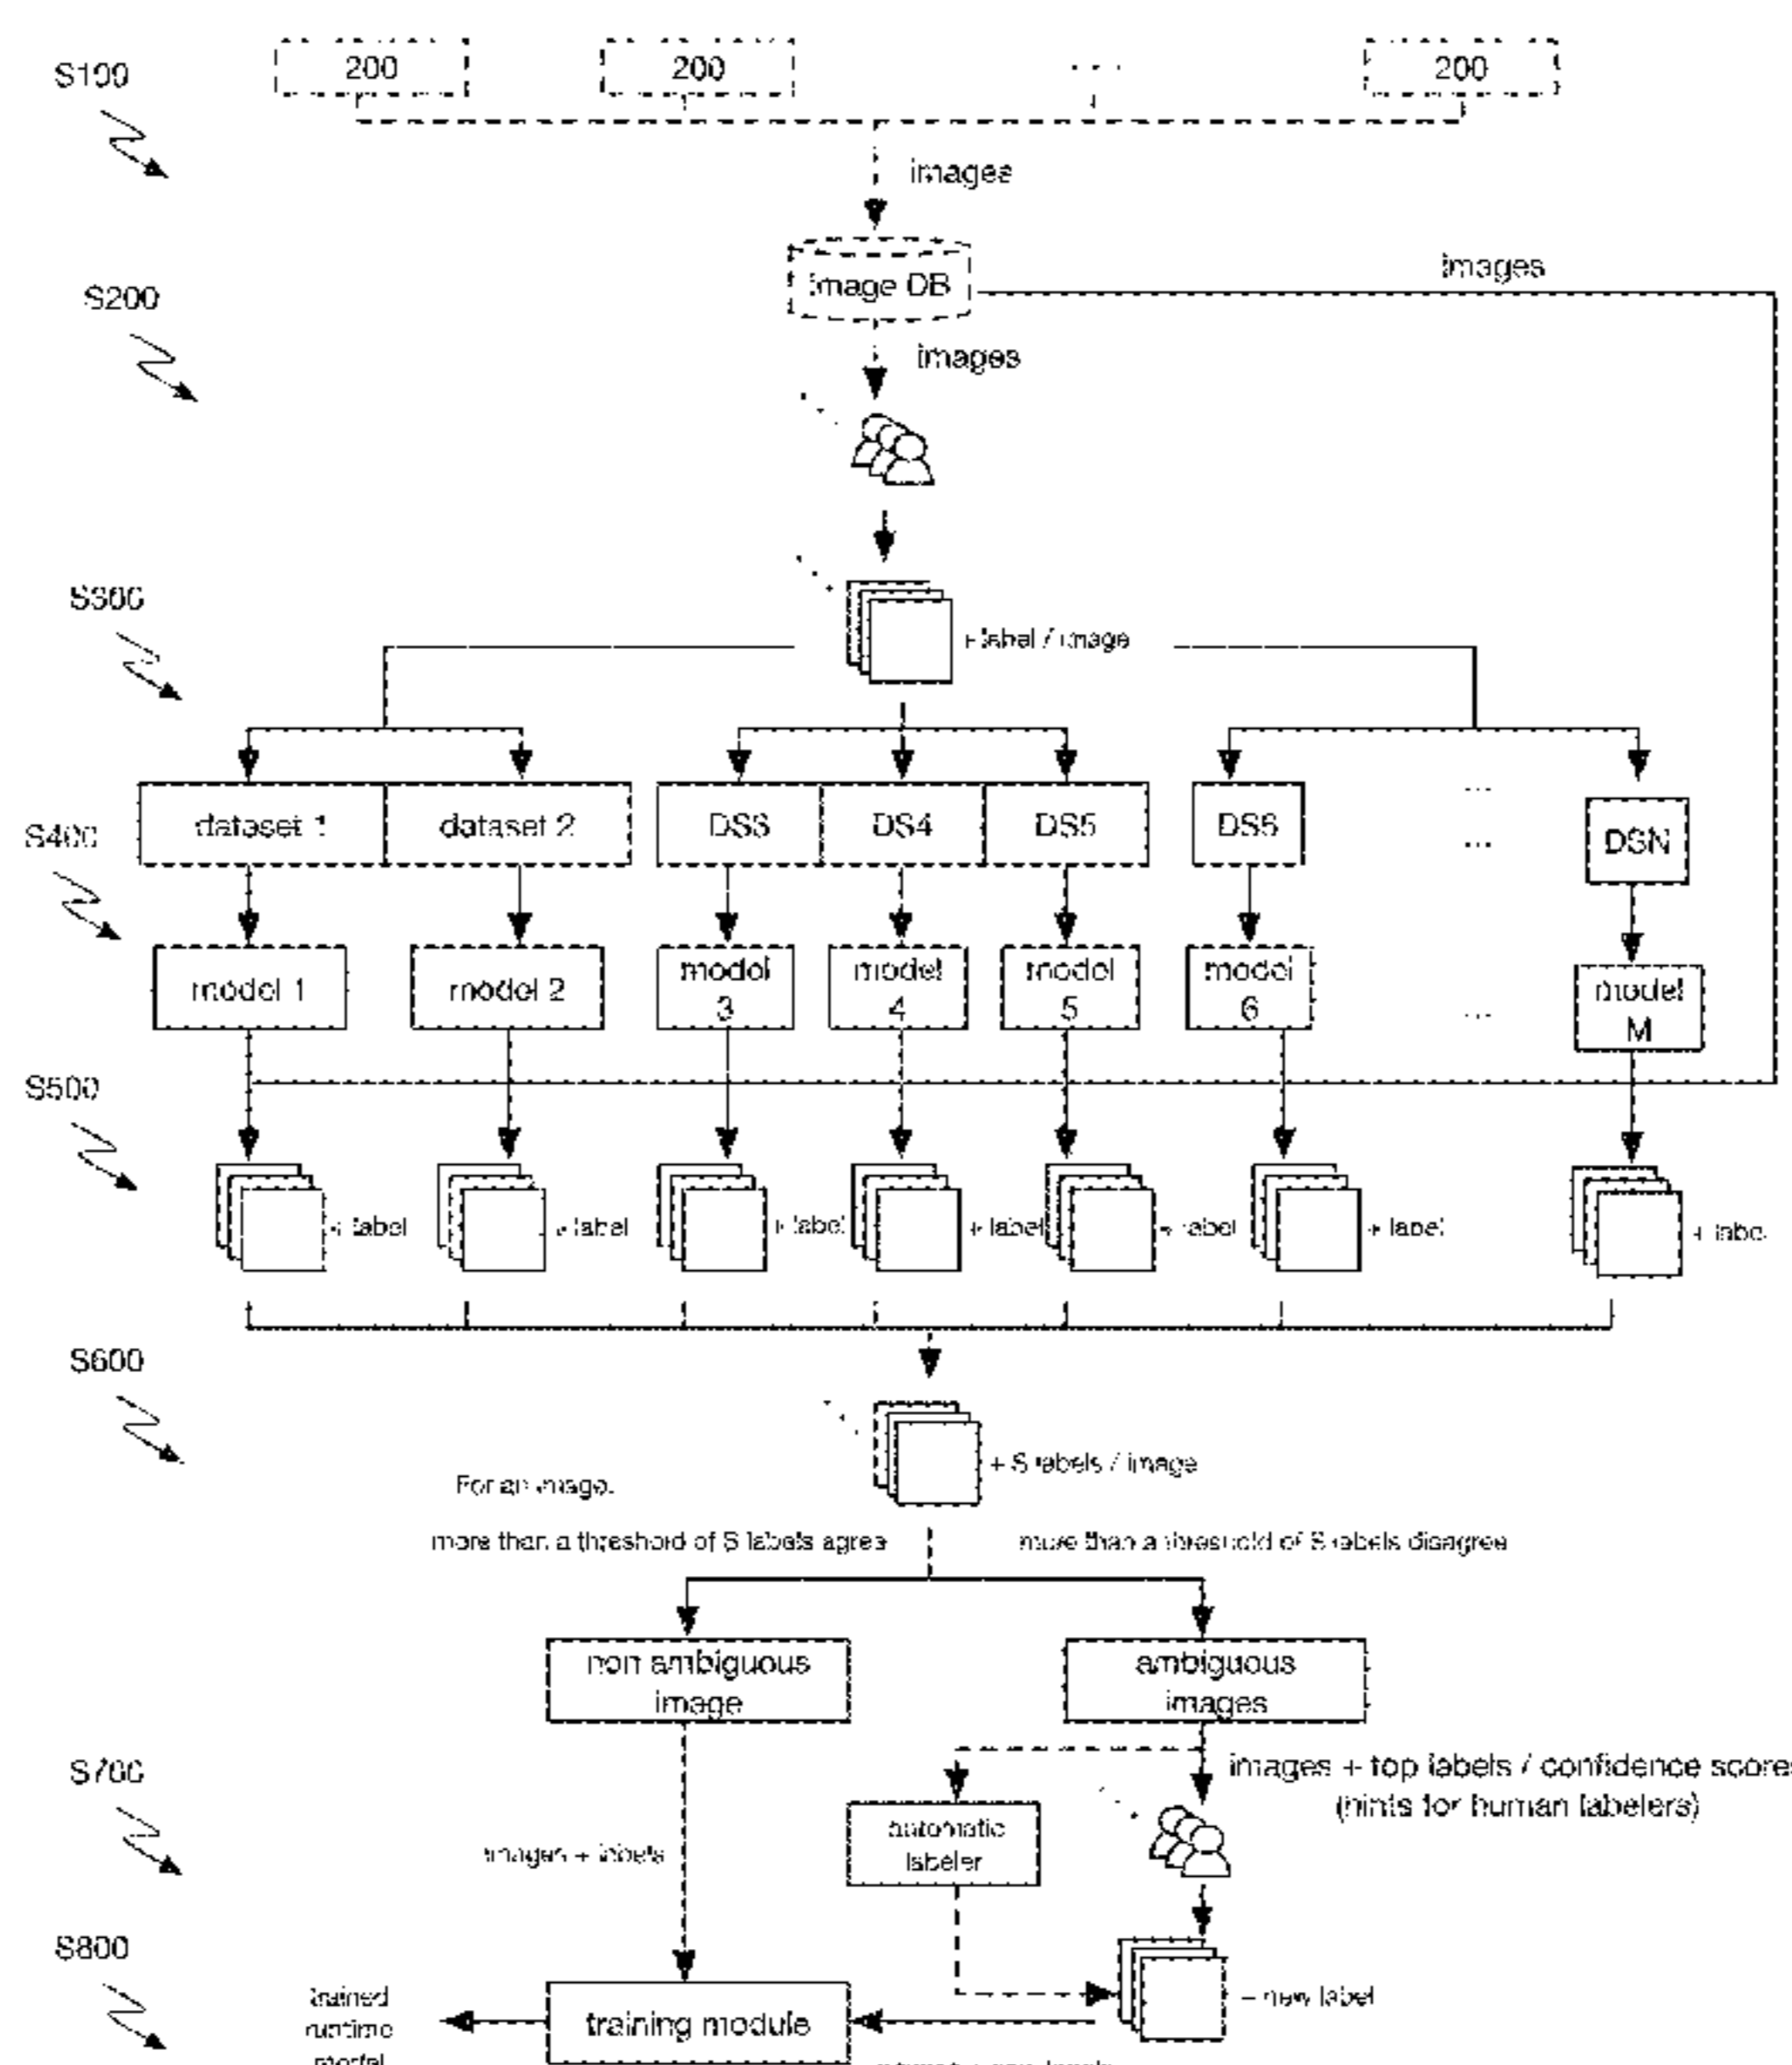 S100
200
200
...
200
images
S200
image DB
images
images
S300
+ label / image
S400
dataset 1
dataset 2
DS3
DS4
DS5
DS6
...
...
DSN
model 1
model 2
model
3
model
4
model
5
model
6
...
model
M
S500
+ label
+ label
+ label
+ label
+ label
+ label
+ label
S600
+ S labels / image
For an image,
more than a threshold of S labels agree
more than a threshold of S labels disagree
non ambiguous
image
ambiguous
images
S700
images + top labels / confidence scores
(hints for human labelers)
automatic
labeler
images + labels
S800
trained
runtime
model
training module
+ new label